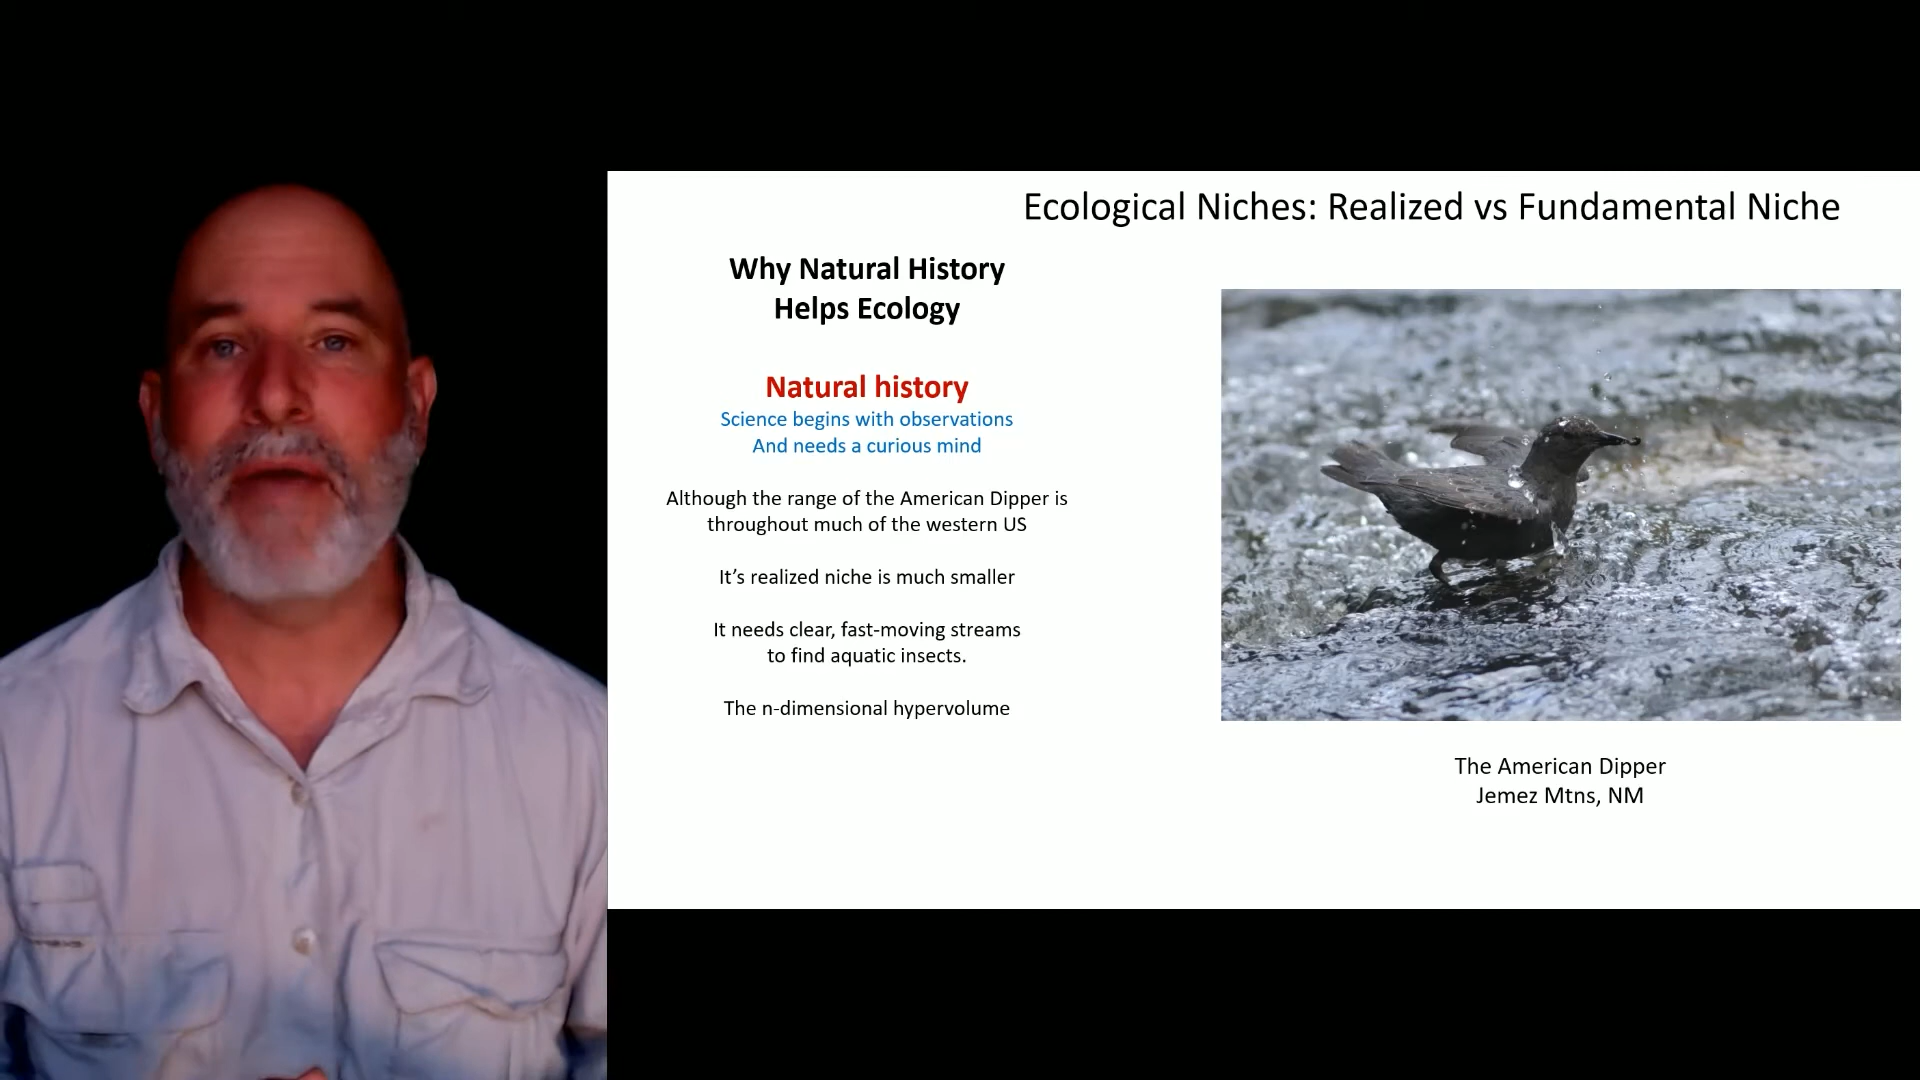 Ecological Niches: Realized vs Fundamental Niche
Why Natural History
Helps Ecology
Natural history
Science begins with observations
And needs a curious mind
Although the range of the American Dipper is
throughout much of the western US
It’s realized niche is much smaller
It needs clear, fast-moving streams
to find aquatic insects.
The n-dimensional hypervolume
The American Dipper
Jemez Mtns, NM